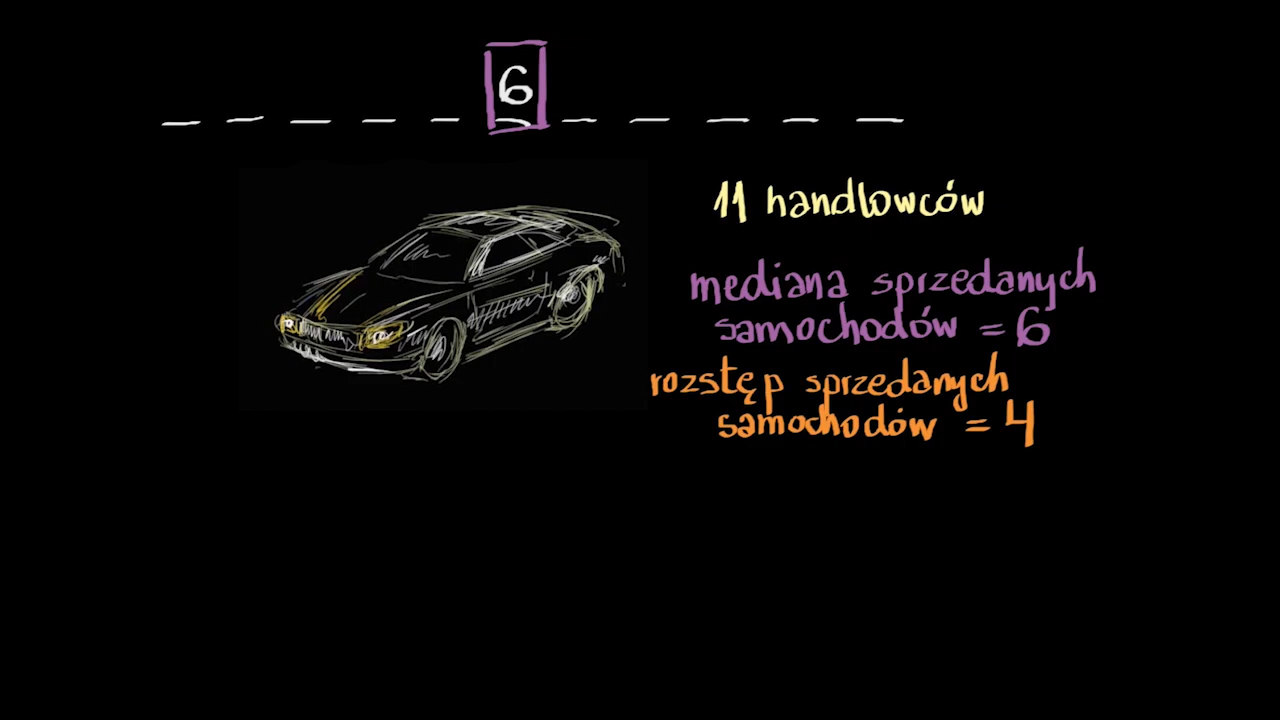 6
11 handlowców
mediana sprzedanych
samochodów = 6
rozstęp sprzedanych
samochodów = 4